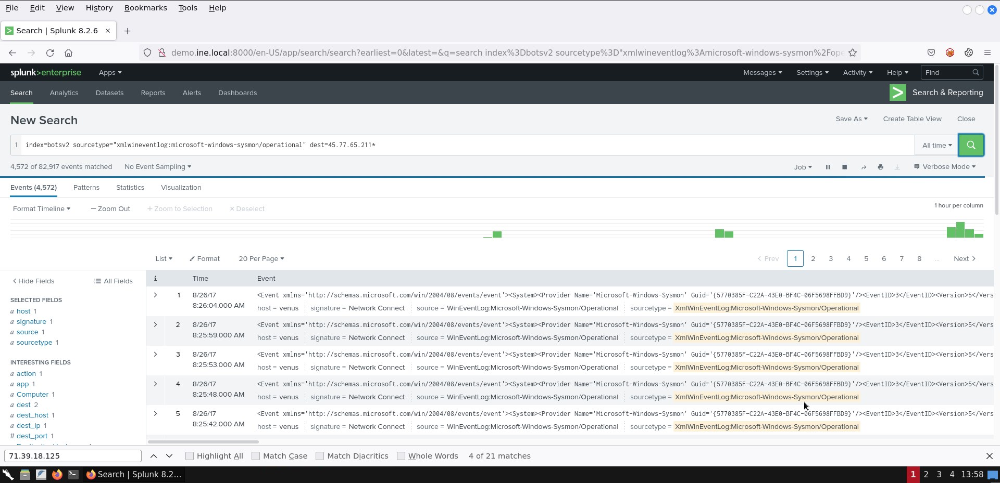 File Edit View History Bookmarks Tools Help
Search | Splunk 8.2.6
demo.ine.local:8000/en-US/app/search/search?earliest=0&latest=&q=search index%3Dbotsv2 sourcetype%3D"xmlwineventlog%3Amicrosoft-windows-sysmon%2Fope
splunk>enterprise Apps Messages Settings Activity Help Find
Search Analytics Datasets Reports Alerts Dashboards Search & Reporting
New Search Save As Create Table View Close
1 index=botsv2 sourcetype="xmlwineventlog:microsoft-windows-sysmon/operational" dest=45.77.65.211* All time
4,572 of 82,917 events matched No Event Sampling Job Verbose Mode
Events (4,572) Patterns Statistics Visualization
Format Timeline — Zoom Out + Zoom to Selection × Deselect 1 hour per column
List Format 20 Per Page < Prev 1 2 3 4 5 6 7 8 ... Next >
< Hide Fields All Fields
SELECTED FIELDS
a host 1
a signature 1
a source 1
a sourcetype 1
INTERESTING FIELDS
a action 1
a app 1
a Computer 1
a dest 2
a dest_host 1
a dest_ip 1
# dest_port 1
i Time Event
> 1 8/26/17 <Event xmlns='http://schemas.microsoft.com/win/2004/08/events/event'><System><Provider Name='Microsoft-Windows-Sysmon' Guid='{5770385F-C22A-43E0-BF4C-06F5698FFBD9}'/><EventID>3</EventID><Version>5</Vers
8:26:04.000 AM host = venus signature = Network Connect source = WinEventLog:Microsoft-Windows-Sysmon/Operational sourcetype = XmlWinEventLog:Microsoft-Windows-Sysmon/Operational
> 2 8/26/17 <Event xmlns='http://schemas.microsoft.com/win/2004/08/events/event'><System><Provider Name='Microsoft-Windows-Sysmon' Guid='{5770385F-C22A-43E0-BF4C-06F5698FFBD9}'/><EventID>3</EventID><Version>5</Vers
8:25:59.000 AM host = venus signature = Network Connect source = WinEventLog:Microsoft-Windows-Sysmon/Operational sourcetype = XmlWinEventLog:Microsoft-Windows-Sysmon/Operational
> 3 8/26/17 <Event xmlns='http://schemas.microsoft.com/win/2004/08/events/event'><System><Provider Name='Microsoft-Windows-Sysmon' Guid='{5770385F-C22A-43E0-BF4C-06F5698FFBD9}'/><EventID>3</EventID><Version>5</Vers
8:25:53.000 AM host = venus signature = Network Connect source = WinEventLog:Microsoft-Windows-Sysmon/Operational sourcetype = XmlWinEventLog:Microsoft-Windows-Sysmon/Operational
> 4 8/26/17 <Event xmlns='http://schemas.microsoft.com/win/2004/08/events/event'><System><Provider Name='Microsoft-Windows-Sysmon' Guid='{5770385F-C22A-43E0-BF4C-06F5698FFBD9}'/><EventID>3</EventID><Version>5</Vers
8:25:48.000 AM host = venus signature = Network Connect source = WinEventLog:Microsoft-Windows-Sysmon/Operational sourcetype = XmlWinEventLog:Microsoft-Windows-Sysmon/Operational
> 5 8/26/17 <Event xmlns='http://schemas.microsoft.com/win/2004/08/events/event'><System><Provider Name='Microsoft-Windows-Sysmon' Guid='{5770385F-C22A-43E0-BF4C-06F5698FFBD9}'/><EventID>3</EventID><Version>5</Vers
8:25:42.000 AM host = venus signature = Network Connect source = WinEventLog:Microsoft-Windows-Sysmon/Operational sourcetype = XmlWinEventLog:Microsoft-Windows-Sysmon/Operational
71.39.18.125 Highlight All Match Case Match Diacritics Whole Words 4 of 21 matches
Search | Splunk 8.2... 1 2 3 4 13:58